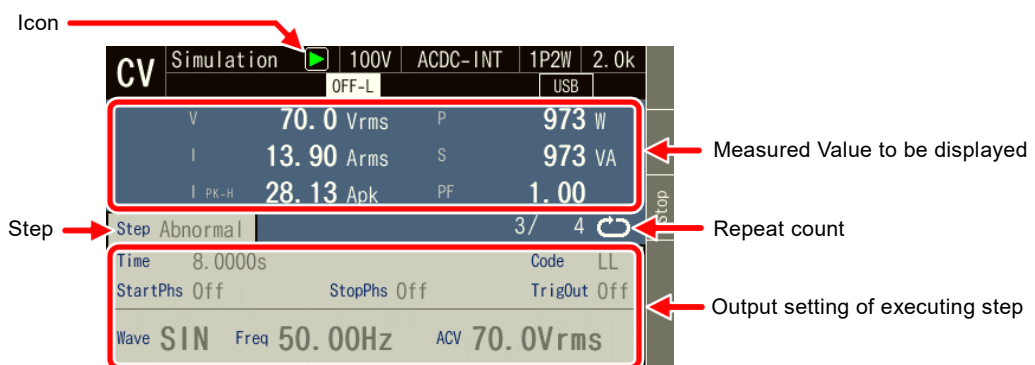 Icon
CV Simulation 100V ACDC-INT 1P2W 2.0k
OFF-L USB
V 70.0 Vrms P 973 W
I 13.90 Arms S 973 VA
Measured Value to be displayed
I PK-H 28.13 Apk PF 1.00
Stop
Step Step Abnormal 3/ 4 Repeat count
Time 8.0000s Code LL
StartPhs Off StopPhs Off TrigOut Off
Output setting of executing step
Wave SIN Freq 50.00Hz ACV 70.0Vrms